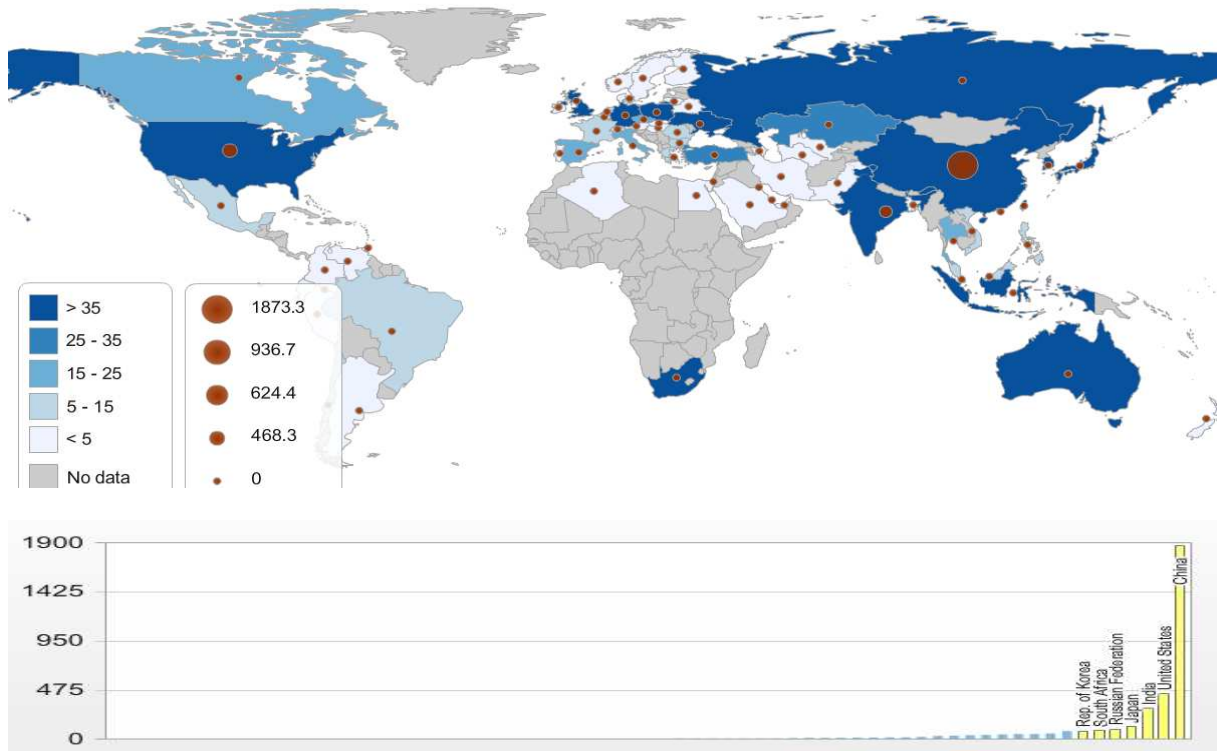 > 35
25 - 35
15 - 25
5 - 15
< 5
No data
1873.3
936.7
624.4
468.3
0
1900
1425
950
475
0
Rep. of Korea
South Africa
Russian Federation
Japan
India
United States
China